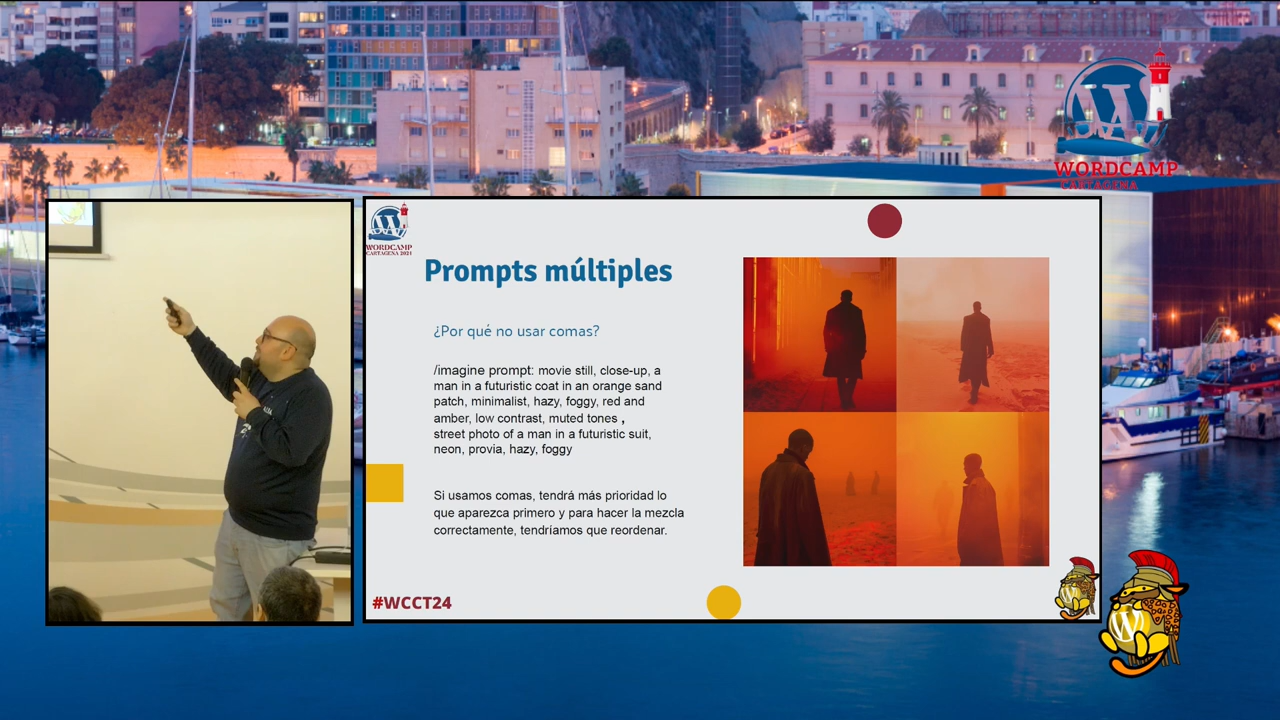 WORDCAMP
CARTAGENA
WORDCAMP
CARTAGENA 2024
Prompts múltiples
¿Por qué no usar comas?
/imagine prompt: movie still, close-up, a
man in a futuristic coat in an orange sand
patch, minimalist, hazy, foggy, red and
amber, low contrast, muted tones ,
street photo of a man in a futuristic suit,
neon, provia, hazy, foggy
Si usamos comas, tendrá más prioridad lo
que aparezca primero y para hacer la mezcla
correctamente, tendríamos que reordenar.
#WCCT24